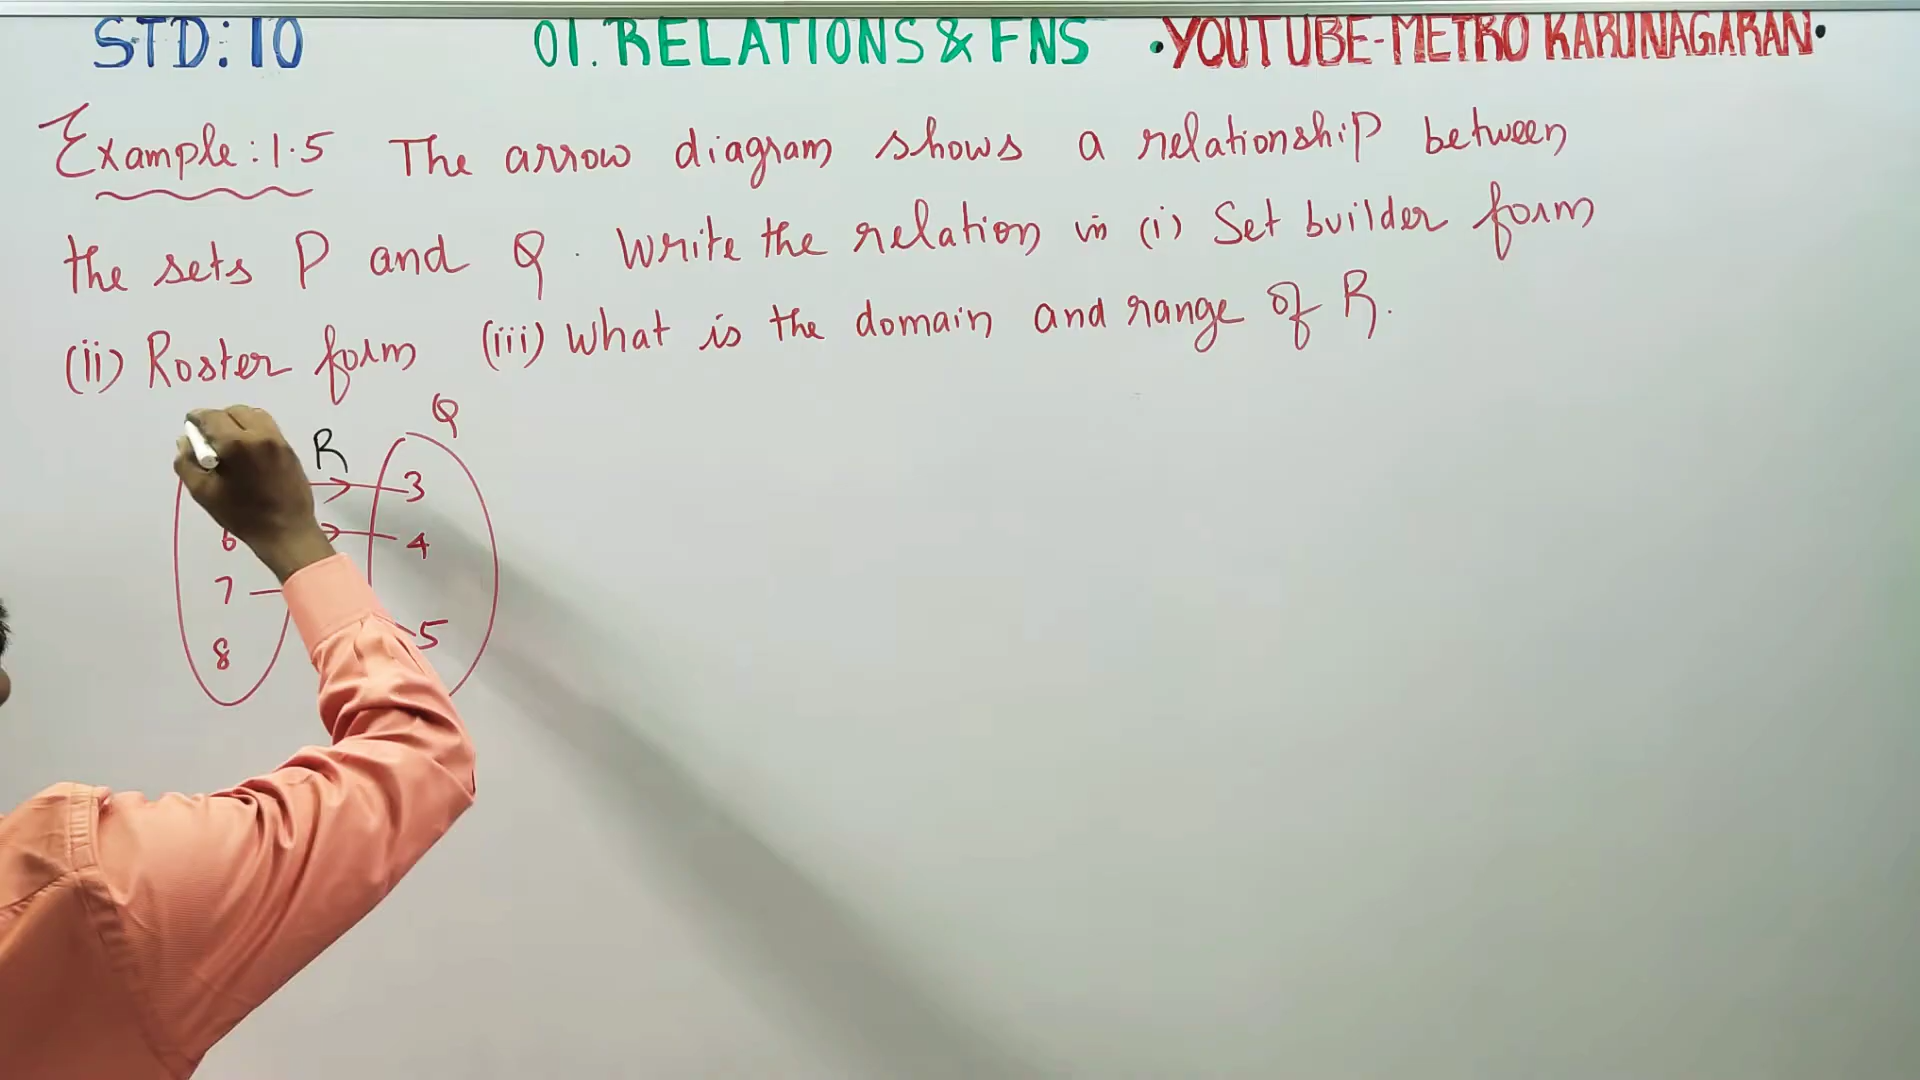 STD:10 01. RELATIONS & FNS •YOUTUBE-METRO KARUNAGARAN•
Example:1.5 The arrow diagram shows a relationship between
the sets P and Q. Write the relation in (i) Set builder form
(ii) Roster form (iii) What is the domain and range of R.
Q
R
3
6 4
7
5
8